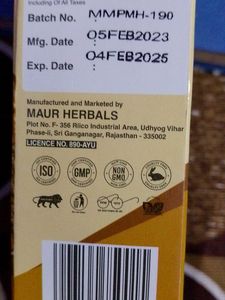 Including Of All Taxes
Batch No. MMPMH-190
Mfg. Date : 05FEB2023
Exp. Date : 04FEB2025
Manufactured and Marketed by
MAUR HERBALS
Plot No. F- 356 Riico Industrial Area, Udhyog Vihar
Phase-ii, Sri Ganganagar, Rajasthan - 335002
LICENCE NO. 890-AYU
ISO
GMP
NON
GMO